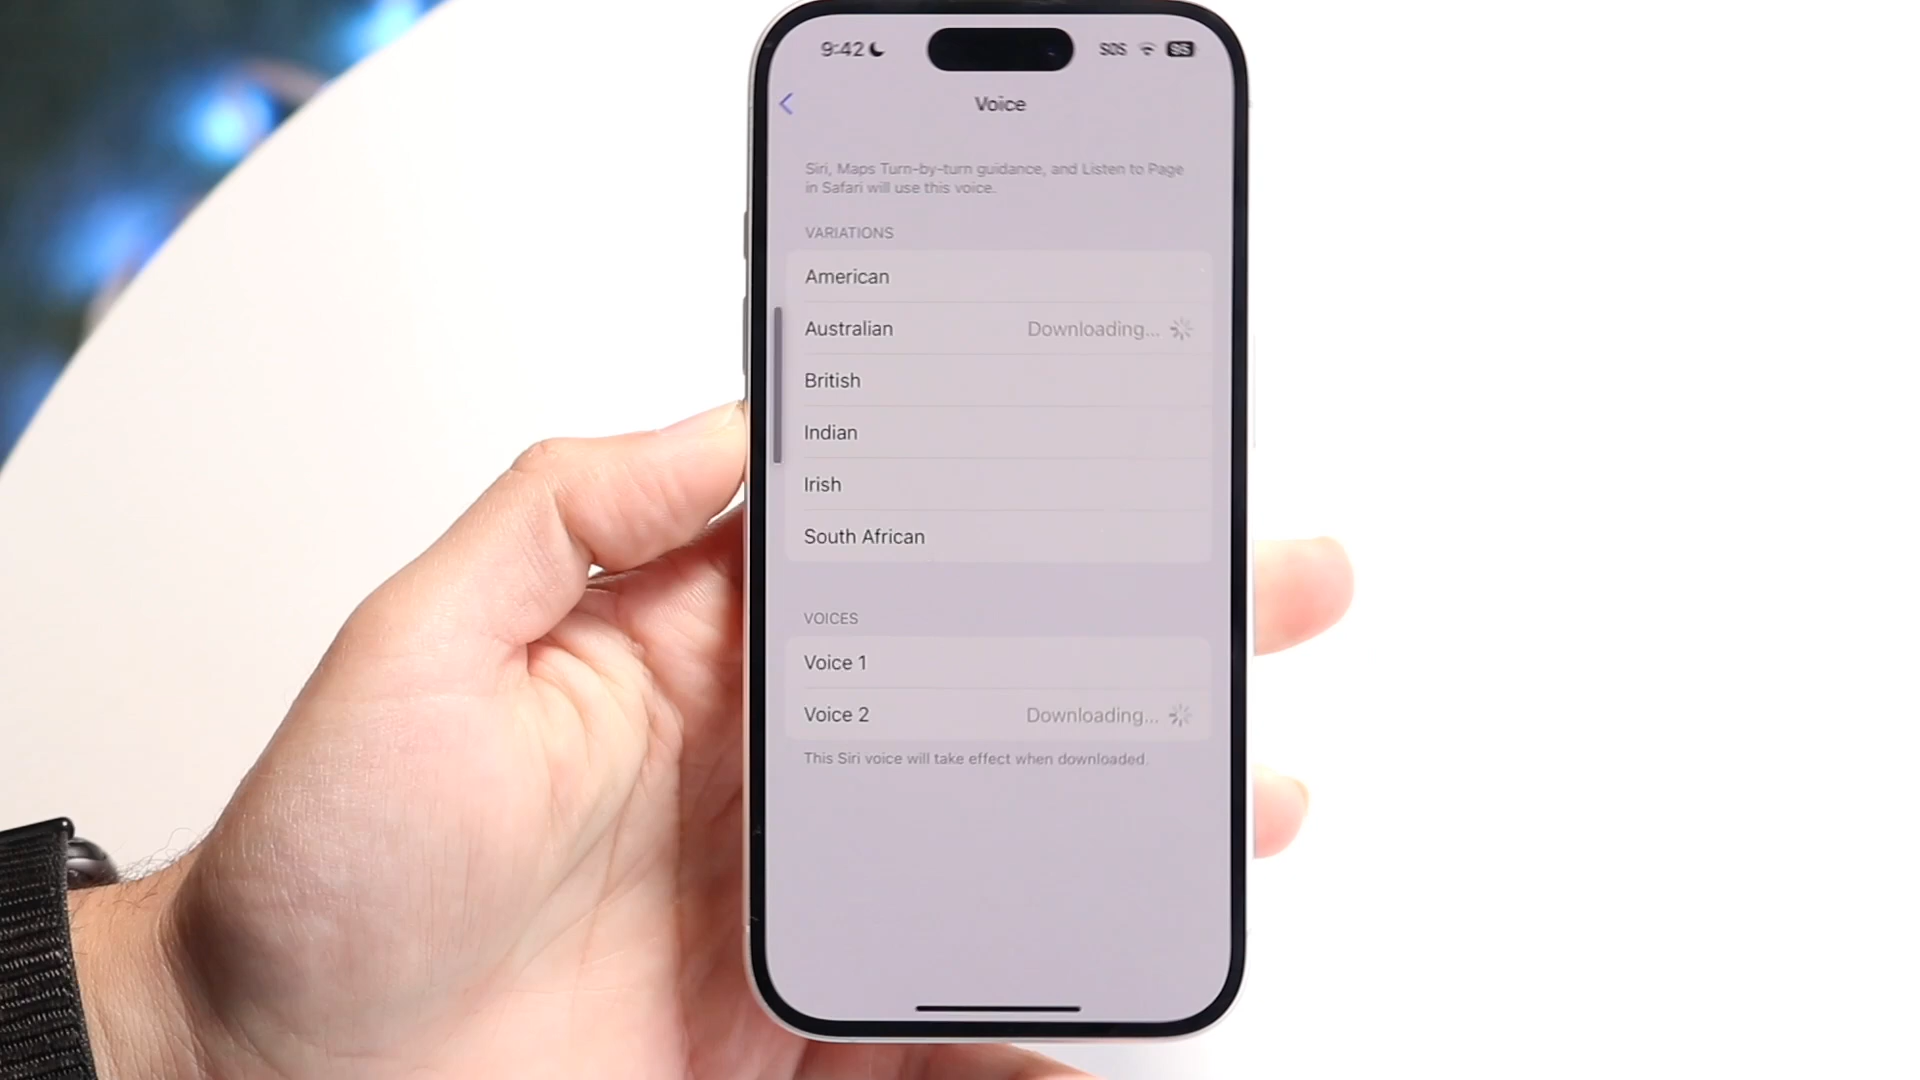 9:42
SOS
95
Voice
Siri, Maps Turn-by-turn guidance, and Listen to Page
in Safari will use this voice.
VARIATIONS
American
Australian Downloading...
British
Indian
Irish
South African
VOICES
Voice 1
Voice 2 Downloading...
This Siri voice will take effect when downloaded.